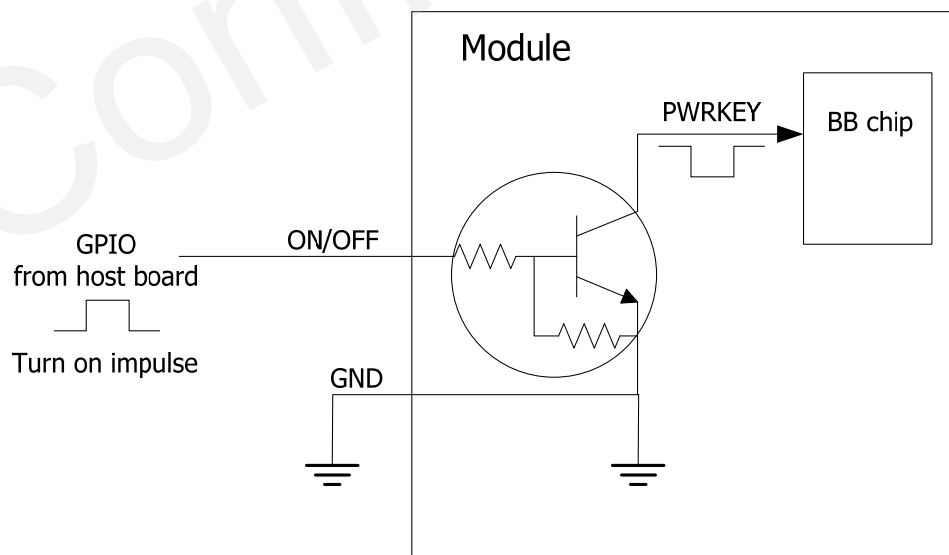 Module
PWRKEY
BB chip
GPIO
from host board
ON/OFF
Turn on impulse
GND